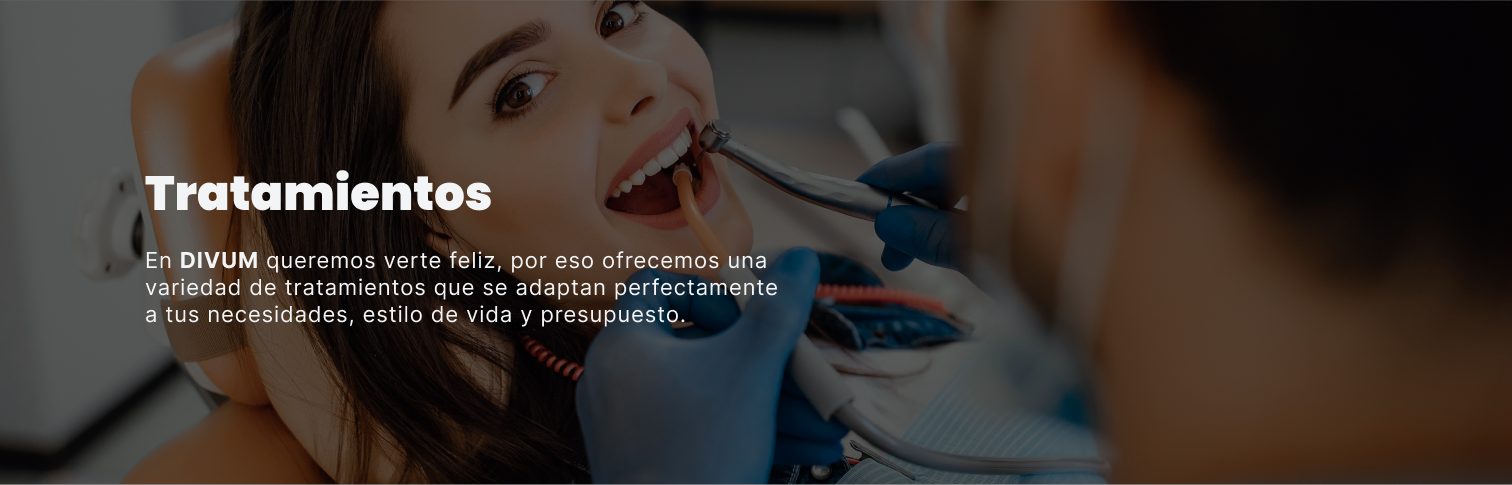 Tratamientos
En DIVUM queremos verte feliz, por eso ofrecemos una
variedad de tratamientos que se adaptan perfectamente
a tus necesidades, estilo de vida y presupuesto.